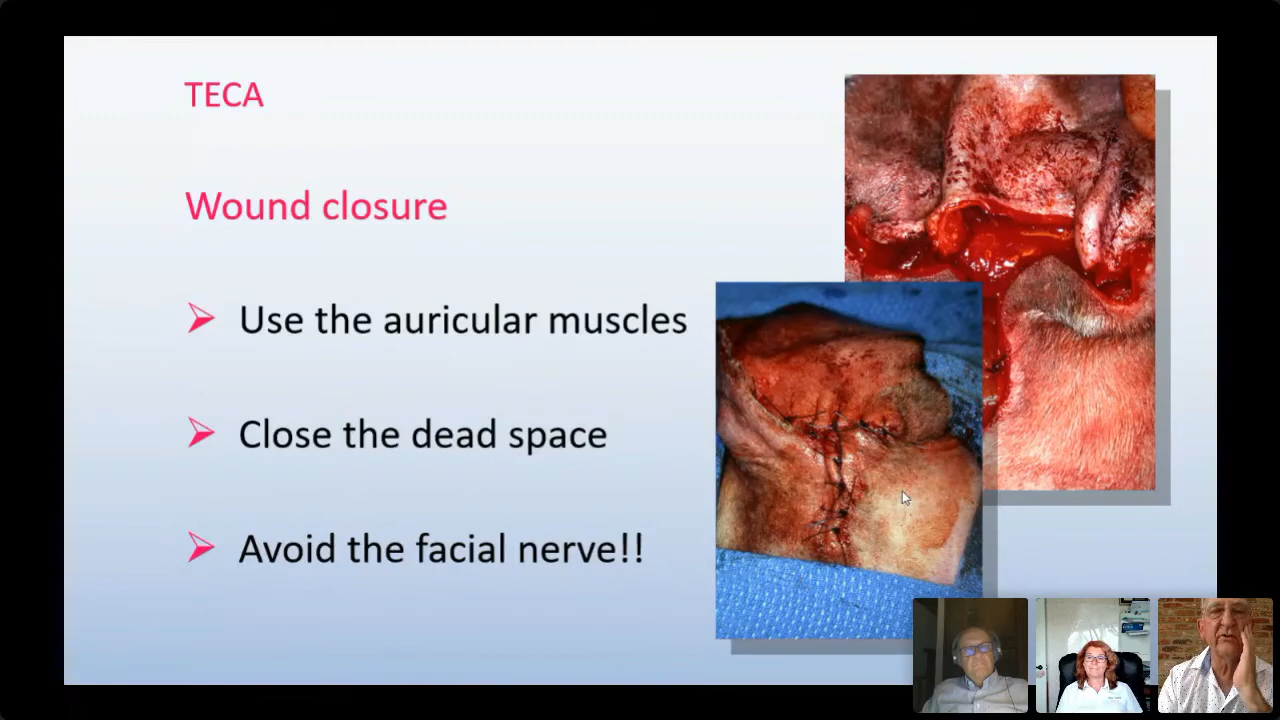 TECA
Wound closure
Use the auricular muscles
Close the dead space
Avoid the facial nerve!!